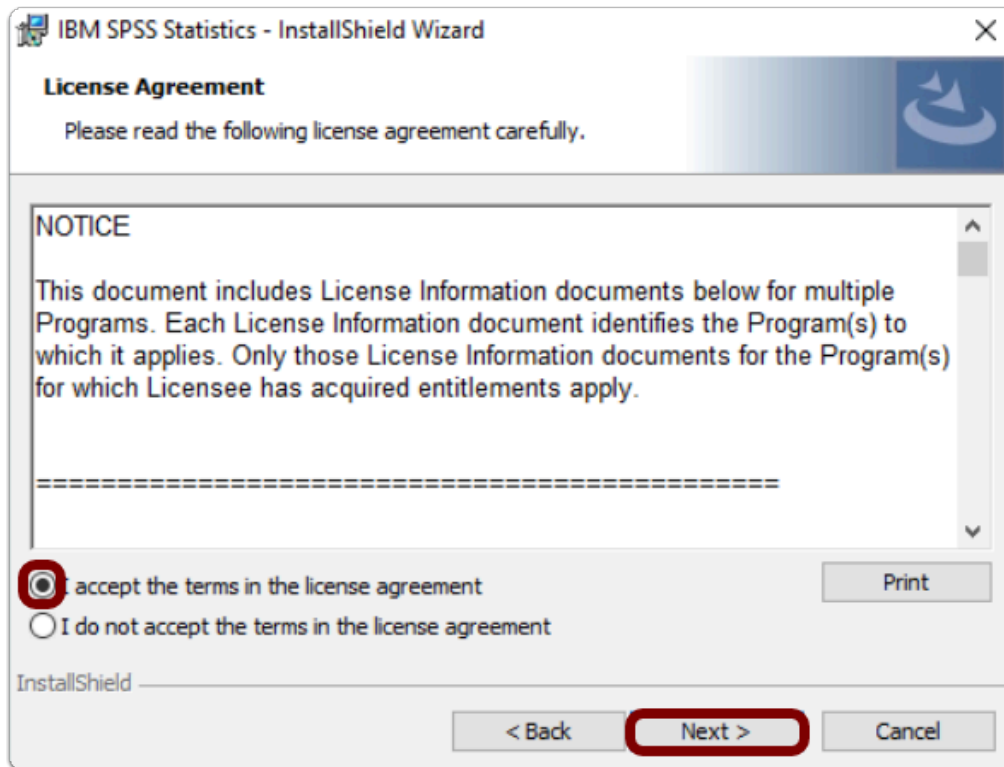 IBM SPSS Statistics - InstallShield Wizard
License Agreement
Please read the following license agreement carefully.
NOTICE
This document includes License Information documents below for multiple
Programs. Each License Information document identifies the Program(s) to
which it applies. Only those License Information documents for the Program(s)
for which Licensee has acquired entitlements apply.
==============================================
I accept the terms in the license agreement
Print
I do not accept the terms in the license agreement
InstallShield
< Back
Next >
Cancel